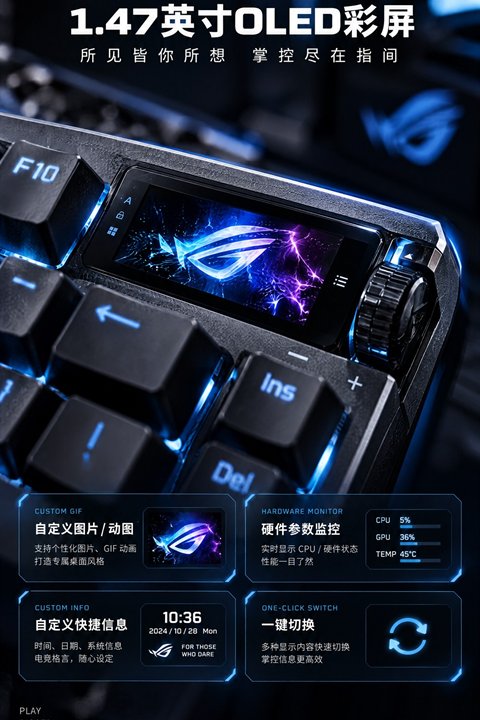 1.47英寸OLED彩屏
所见皆你所想 掌控尽在指间
F10
A
Ins
Del
CUSTOM GIF
自定义图片/动图
支持个性化图片、GIF 动画
打造专属桌面风格
HARDWARE MONITOR
硬件参数监控
实时显示 CPU / 硬件状态
性能一目了然
CPU 5%
GPU 36%
TEMP 45°C
CUSTOM INFO
自定义快捷信息
时间、日期、系统信息
电竞格言，随心设定
10:36
2024 / 10 / 28 Mon
FOR THOSE
WHO DARE
ONE-CLICK SWITCH
一键切换
多种显示内容快速切换
掌控信息更高效
PLAY